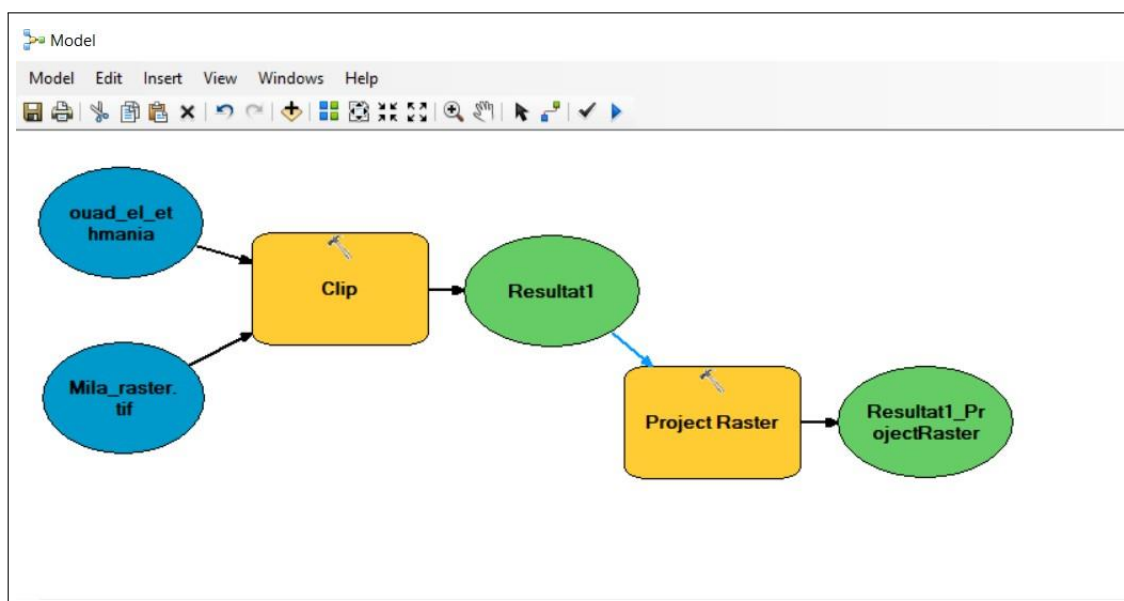 Model
Model Edit Insert View Windows Help
ouad_el_et
hmania
Clip
Resultat1
Mila_raster.
tif
Project Raster
Resultat1_Pr
ojectRaster